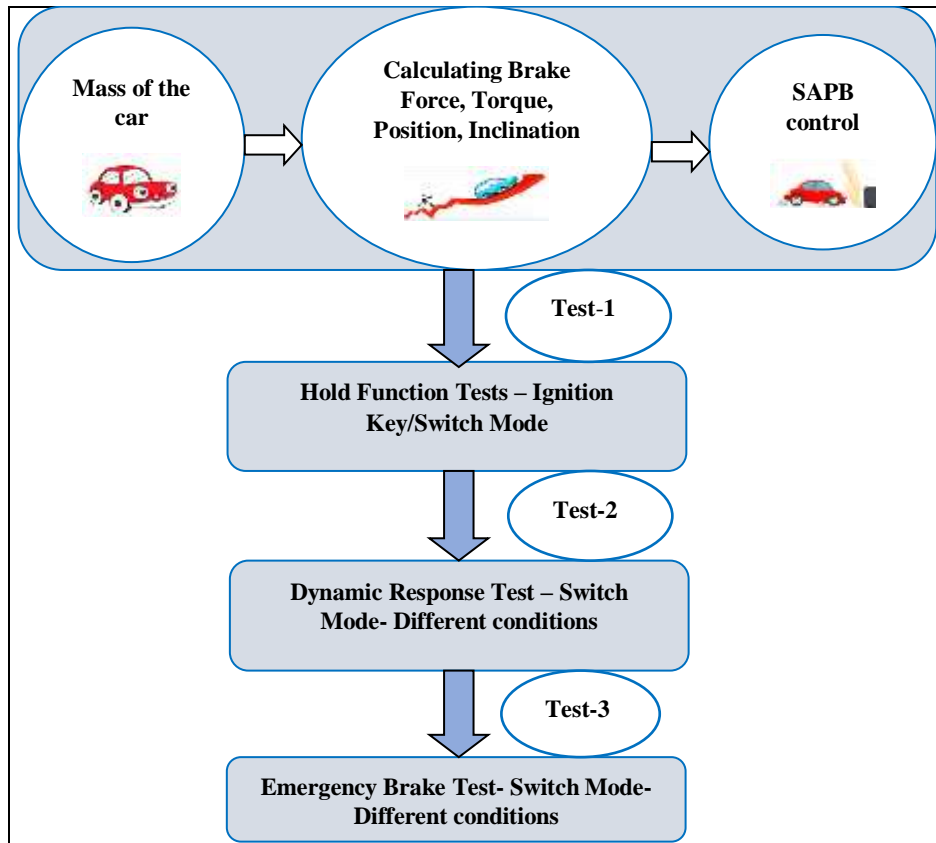 Mass of the
car
Calculating Brake
Force, Torque,
Position, Inclination
SAPB
control
Test-1
Hold Function Tests – Ignition
Key/Switch Mode
Test-2
Dynamic Response Test – Switch
Mode- Different conditions
Test-3
Emergency Brake Test- Switch Mode-
Different conditions